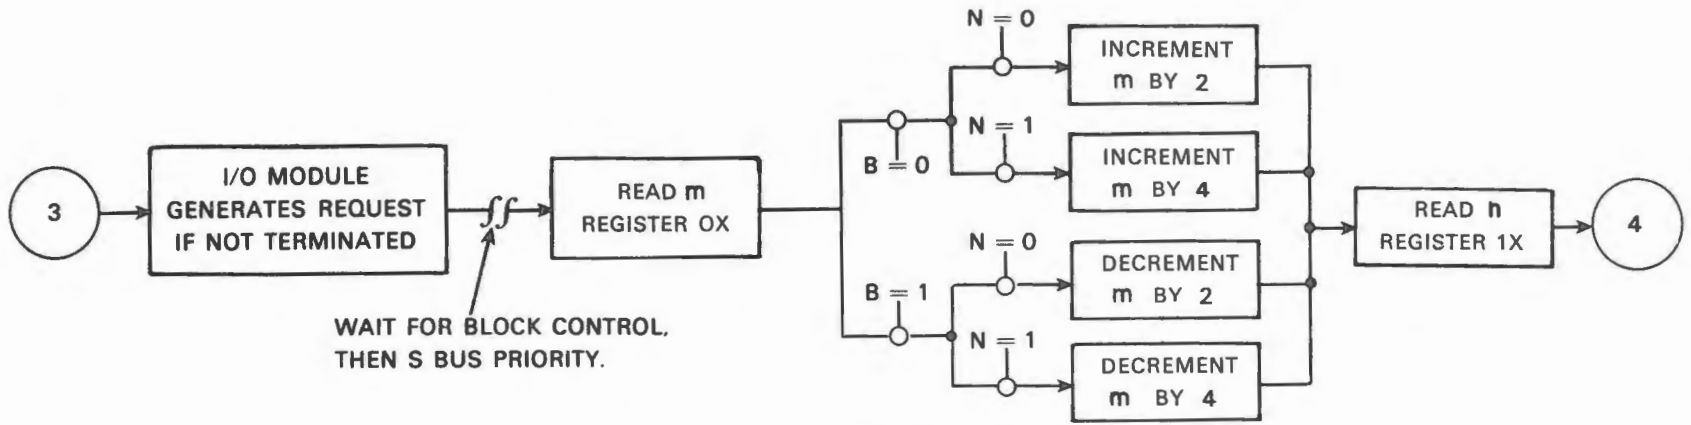 3
I/O MODULE
GENERATES REQUEST
IF NOT TERMINATED
WAIT FOR BLOCK CONTROL,
THEN S BUS PRIORITY.
READ m
REGISTER 0X
B = 0
B = 1
N = 0
INCREMENT
m BY 2
N = 1
INCREMENT
m BY 4
N = 0
DECREMENT
m BY 2
N = 1
DECREMENT
m BY 4
READ h
REGISTER 1X
4